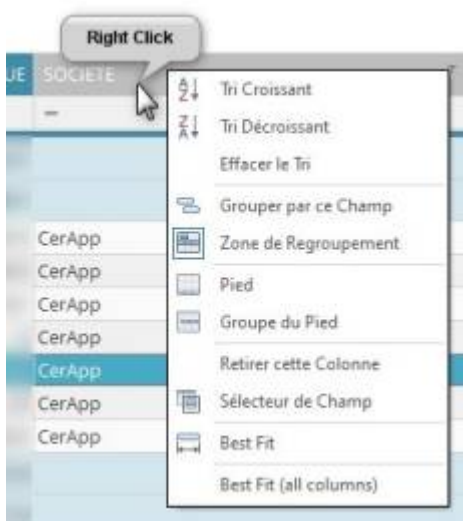 Right Click
UE SOCIETE
Tri Croissant
Tri Décroissant
Effacer le Tri
Grouper par ce Champ
Zone de Regroupement
Pied
Groupe du Pied
Retirer cette Colonne
Sélecteur de Champ
Best Fit
Best Fit (all columns)
CerApp
CerApp
CerApp
CerApp
CerApp
CerApp
CerApp